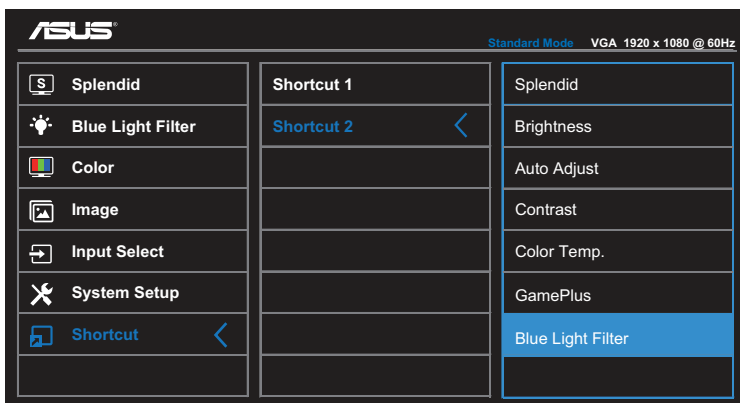 ASUS®
Standard Mode VGA 1920 x 1080 @ 60Hz
S Splendid
Blue Light Filter
Color
Image
Input Select
System Setup
Shortcut
Shortcut 1
Shortcut 2
Splendid
Brightness
Auto Adjust
Contrast
Color Temp.
GamePlus
Blue Light Filter